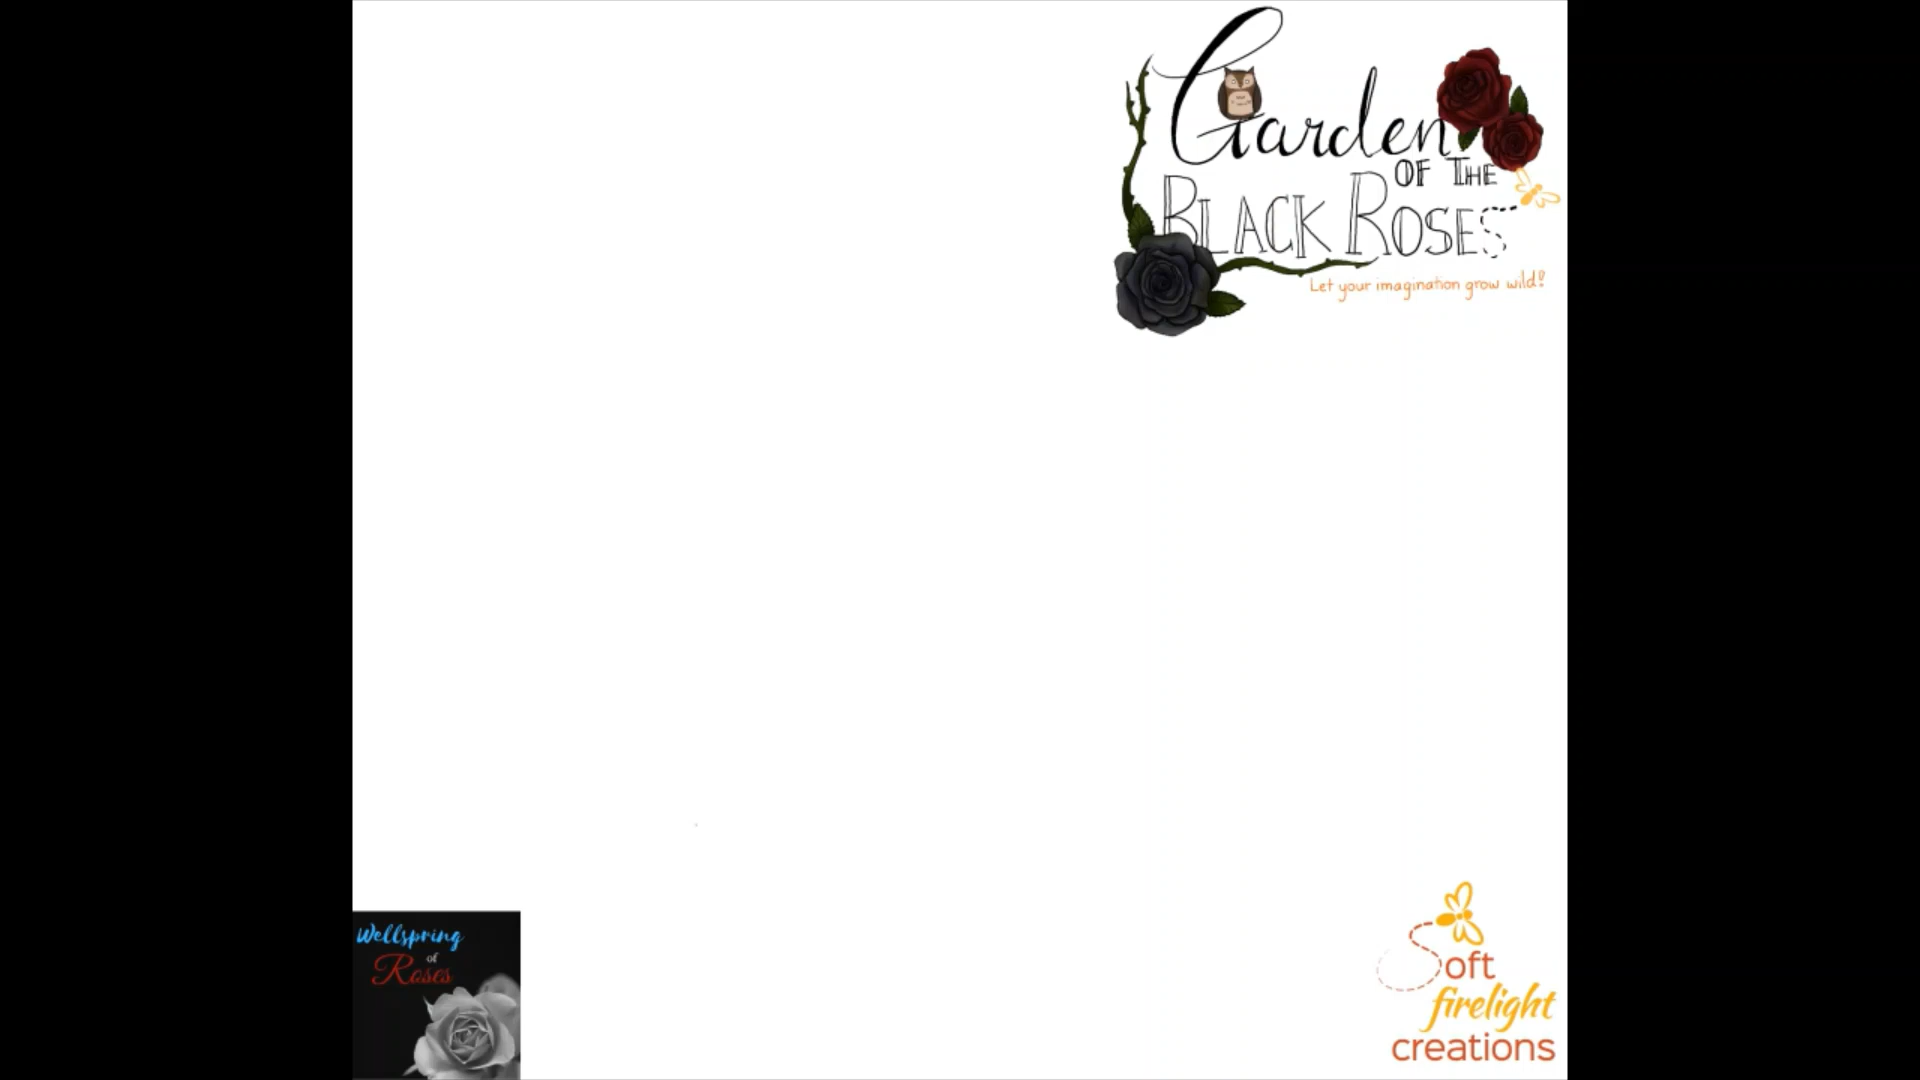 Garden
OF THE
BLACK ROSES
Let your imagination grow wild!
Wellspring
of
Roses
Soft
firelight
creations